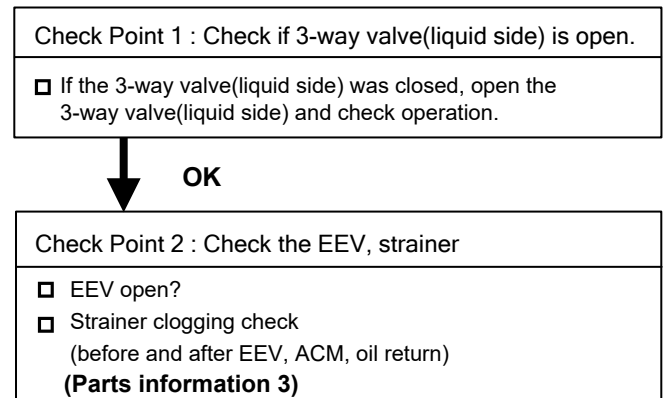 Check Point 1 : Check if 3-way valve(liquid side) is open.
If the 3-way valve(liquid side) was closed, open the
3-way valve(liquid side) and check operation.
OK
Check Point 2 : Check the EEV, strainer
EEV open?
Strainer clogging check
(before and after EEV, ACM, oil return)
(Parts information 3)